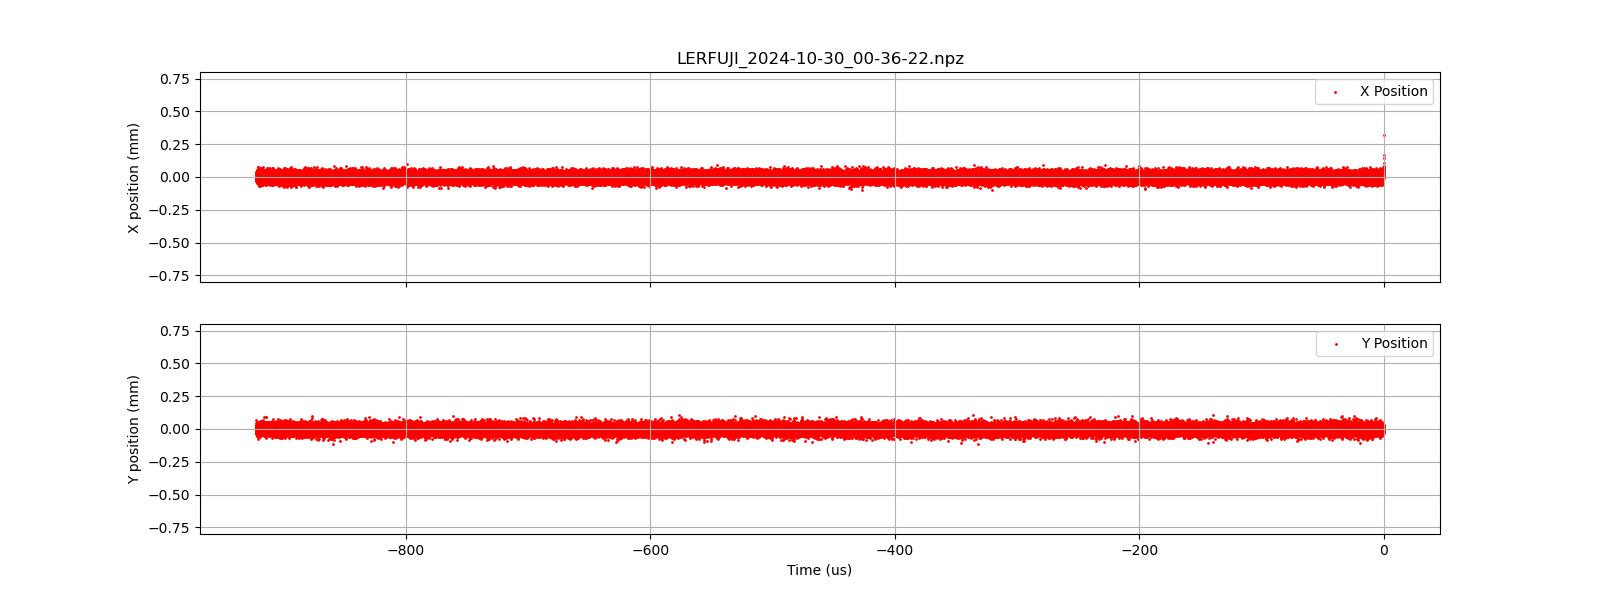 LERFUJI_2024-10-30_00-36-22.npz
X position (mm)
0.75
0.50
0.25
0.00
−0.25
−0.50
−0.75
X Position
Y position (mm)
0.75
0.50
0.25
0.00
−0.25
−0.50
−0.75
Y Position
−800 −600 −400 −200 0
Time (us)